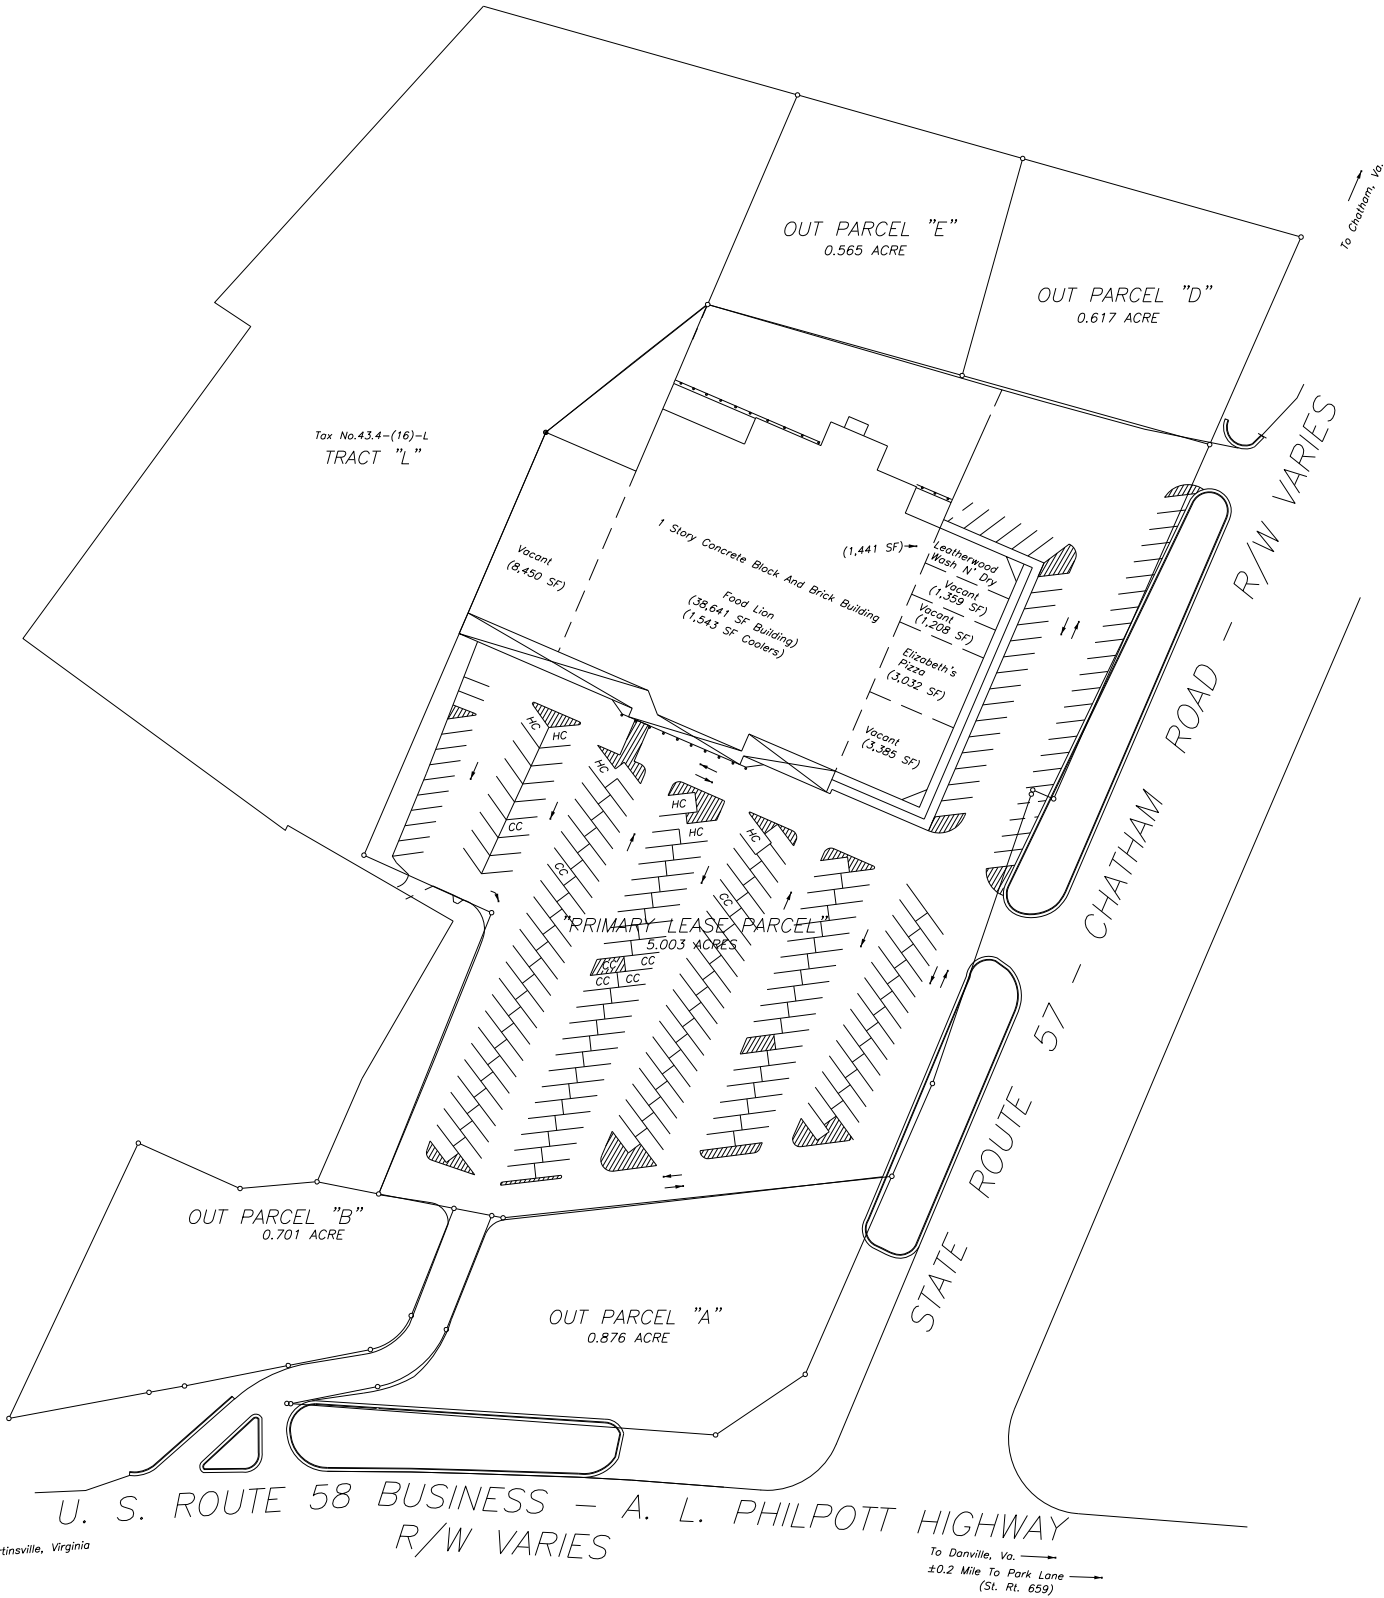 To Chatham, Va.
OUT PARCEL "E"
0.565 ACRE
OUT PARCEL "D"
0.617 ACRE
Tax No.43.4-(16)-L
TRACT "L"
Vacant
(8,450 SF)
1 Story Concrete Block And Brick Building
Food Lion
(38,641 SF Building)
(1,543 SF Coolers)
(1,441 SF)
Leatherwood
Wash N' Dry
Vacant
(1,359 SF)
Vacant
(1,208 SF)
Elizabeth's
Pizza
(3,032 SF)
Vacant
(3,385 SF)
HC
HC
HC
HC
HC
HC
CC
CC
CC
"PRIMARY LEASE PARCEL"
5.003 ACRES
CC
CC
CC
CC
STATE ROUTE 57 - CHATHAM ROAD - R/W VARIES
OUT PARCEL "B"
0.701 ACRE
OUT PARCEL "A"
0.876 ACRE
U. S. ROUTE 58 BUSINESS - A. L. PHILPOTT HIGHWAY
R/W VARIES
tinsville, Virginia
To Danville, Va.
±0.2 Mile To Park Lane
(St. Rt. 659)